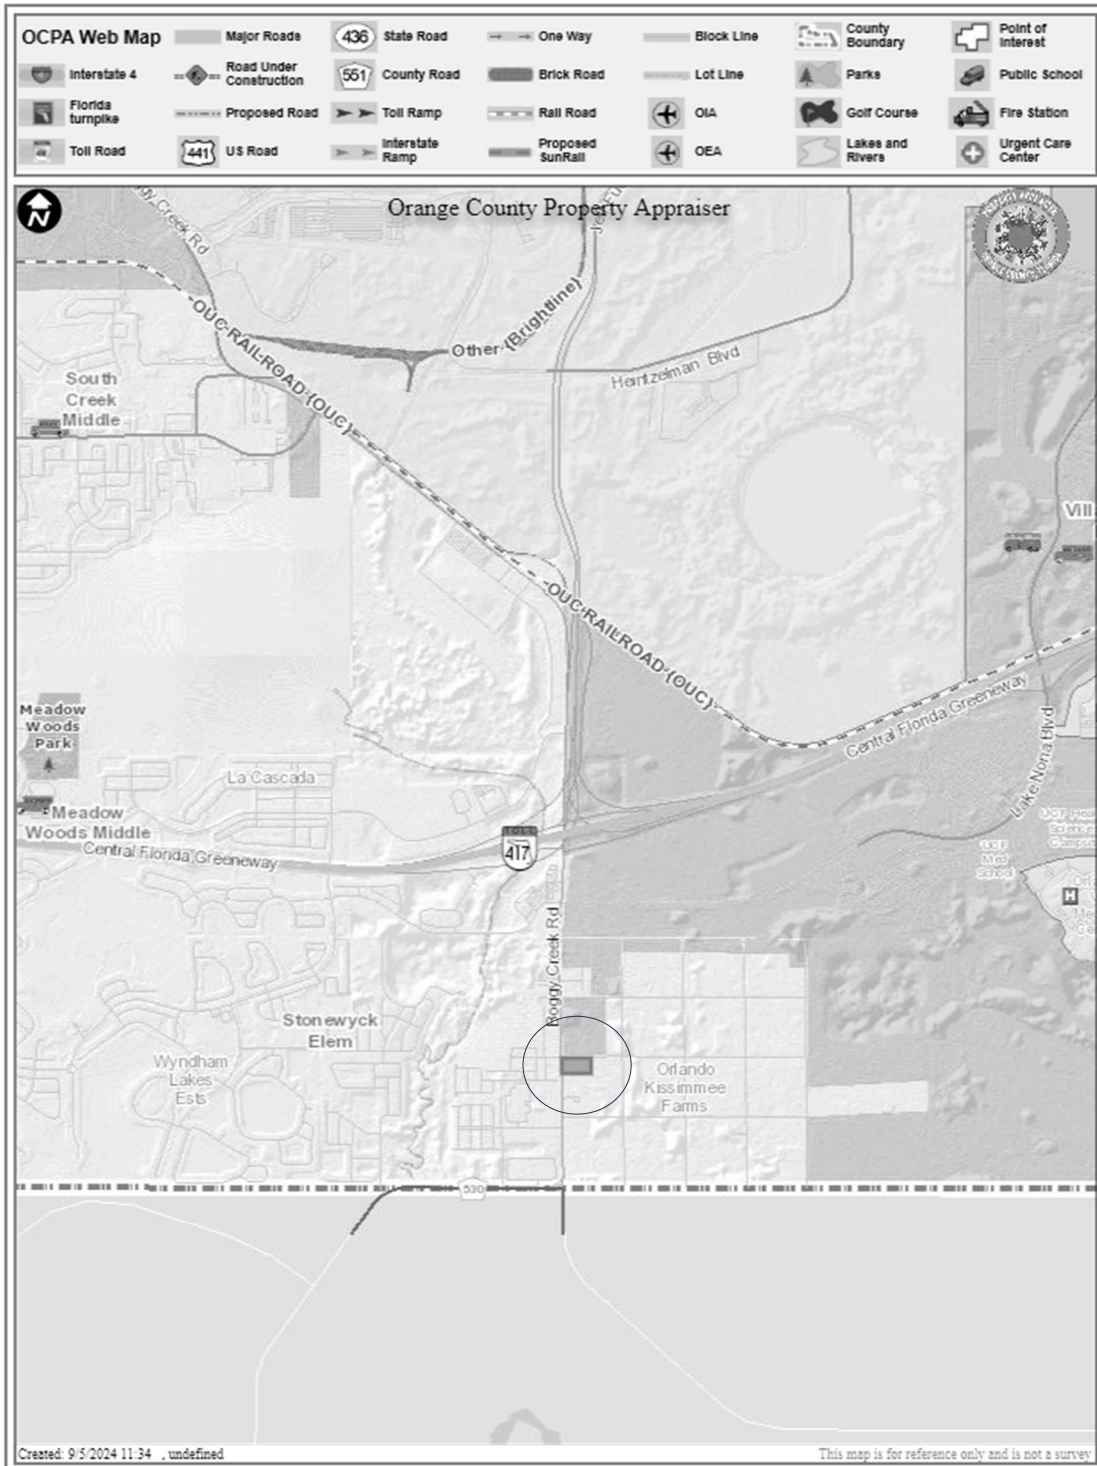 OCPA Web Map
Major Roads
436
State Road
One Way
Block Line
County
Boundary
Point of
Interest
Interstate 4
Road Under
Construction
551
County Road
Brick Road
Lot Line
Parks
Public School
Florida
turnpike
Proposed Road
Toll Ramp
Rail Road
OIA
Golf Course
Fire Station
Toll Road
441
US Road
Interstate
Ramp
Proposed
SunRail
OEA
Lakes and
Rivers
Urgent Care
Center
N
Orange County Property Appraiser
ggy Creek Rd
OUC RAILROAD (OUC)
Other (Brightline)
Heintzelman Blvd
South
Creek
Middle
Vill
OUC RAILROAD (OUC)
Meadow
Woods
Park
Central Florida Greeneway
Lake Nona Blvd
La Cascada
Meadow
Woods Middle
Central Florida Greeneway
TOLL
417
UCF
Med
School
H
Boggy Creek Rd
Stonewyck
Elem
Wyndham
Lakes
Ests
Orlando
Kissimmee
Farms
530
Created: 9/5/2024 11:34 , undefined
This map is for reference only and is not a survey